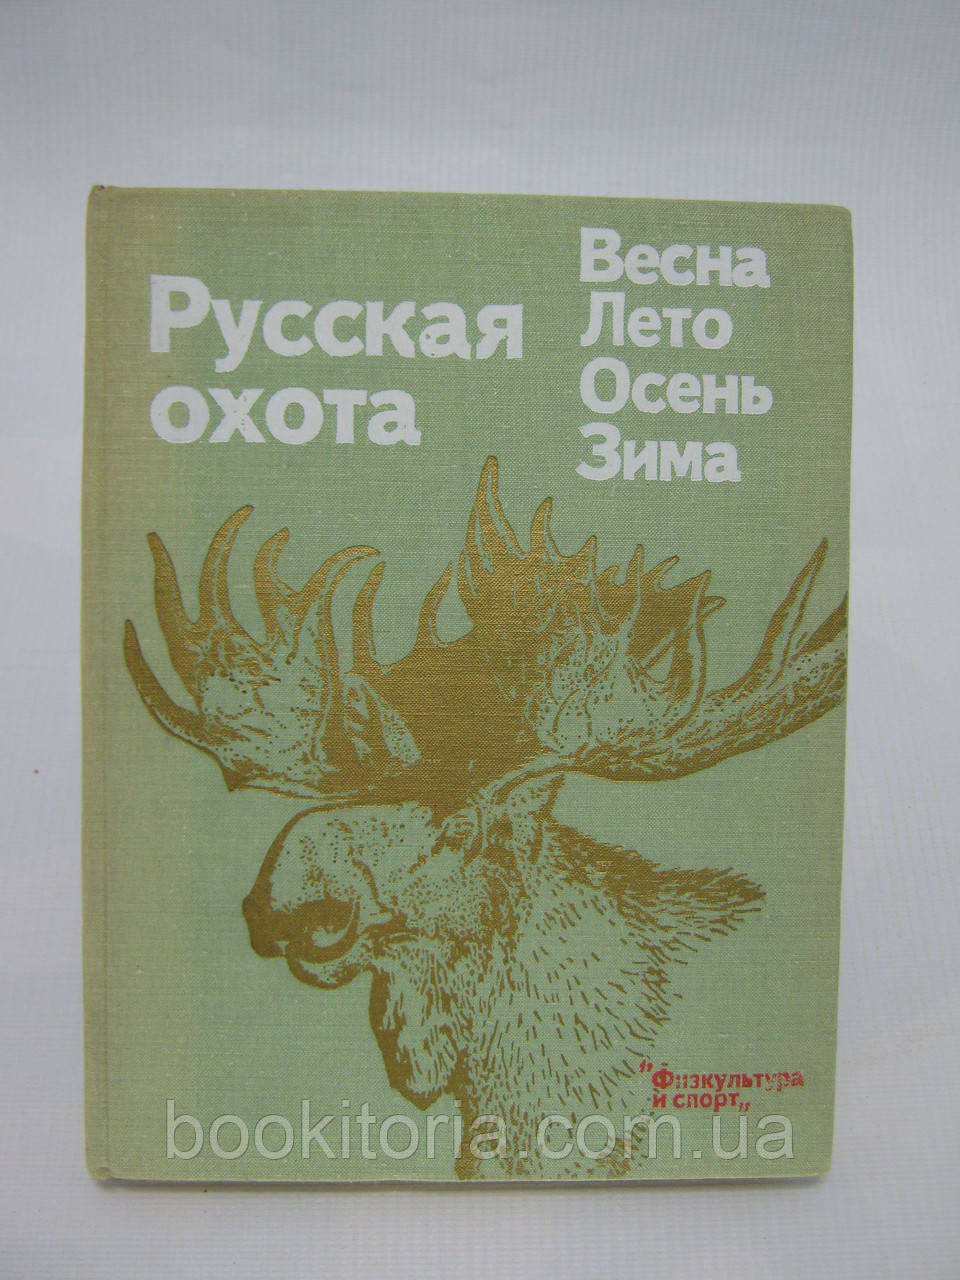 Русская
охота
Весна
Лето
Осень
Зима
"Физкультура
и спорт„
bookitoria.com.ua